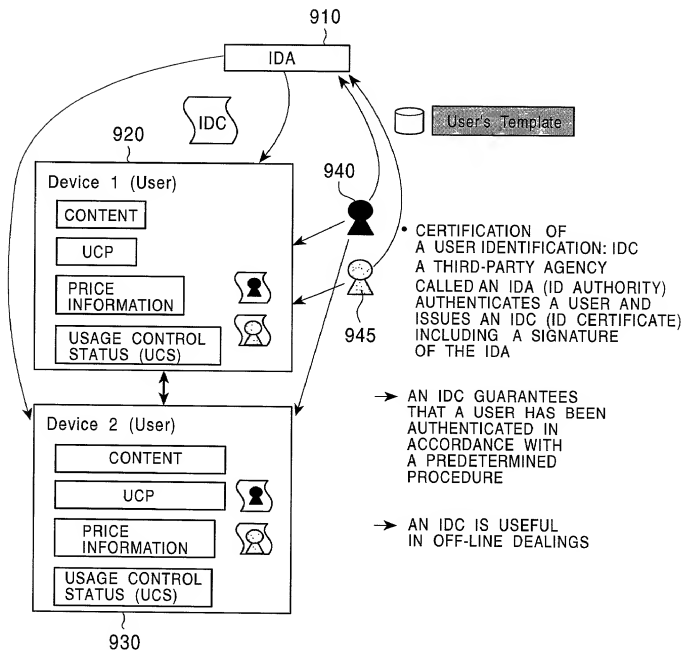 910
IDA
IDC
User's Template
920
Device 1 (User)
CONTENT
UCP
PRICE
INFORMATION
USAGE CONTROL
STATUS (UCS)
940
945
• CERTIFICATION OF
A USER IDENTIFICATION: IDC
A THIRD-PARTY AGENCY
CALLED AN IDA (ID AUTHORITY)
AUTHENTICATES A USER AND
ISSUES AN IDC (ID CERTIFICATE)
INCLUDING A SIGNATURE
OF THE IDA
→ AN IDC GUARANTEES
THAT A USER HAS BEEN
AUTHENTICATED IN
ACCORDANCE WITH
A PREDETERMINED
PROCEDURE
→ AN IDC IS USEFUL
IN OFF-LINE DEALINGS
Device 2 (User)
CONTENT
UCP
PRICE
INFORMATION
USAGE CONTROL
STATUS (UCS)
930